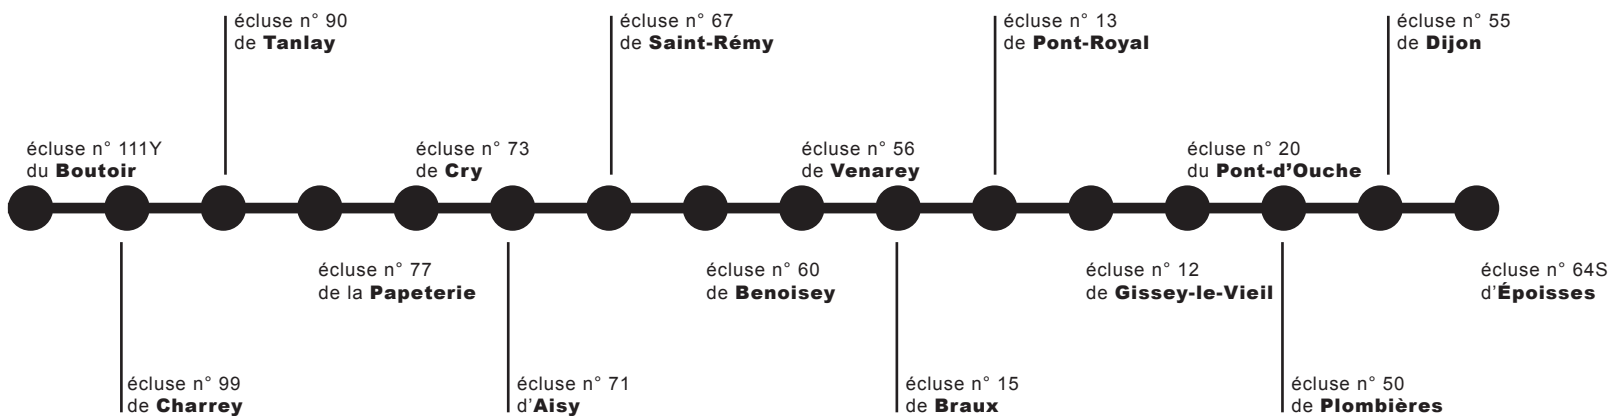 écluse n° 90
de Tanlay
écluse n° 67
de Saint-Rémy
écluse n° 13
de Pont-Royal
écluse n° 55
de Dijon
écluse n° 111Y
du Boutoir
écluse n° 73
de Cry
écluse n° 56
de Venarey
écluse n° 20
du Pont-d’Ouche
écluse n° 77
de la Papeterie
écluse n° 60
de Benoisey
écluse n° 12
de Gissey-le-Vieil
écluse n° 64S
d’Époisses
écluse n° 99
de Charrey
écluse n° 71
d’Aisy
écluse n° 15
de Braux
écluse n° 50
de Plombières